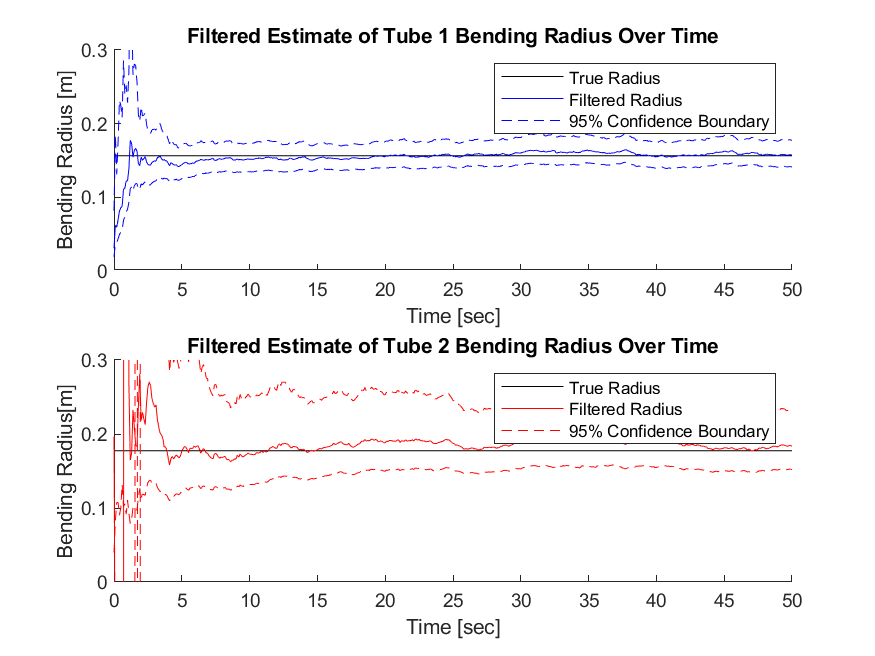 Filtered Estimate of Tube 1 Bending Radius Over Time
0.3
0.2
0.1
0
Bending Radius [m]
True Radius
Filtered Radius
95% Confidence Boundary
0 5 10 15 20 25 30 35 40 45 50
Time [sec]
Filtered Estimate of Tube 2 Bending Radius Over Time
0.3
0.2
0.1
0
Bending Radius[m]
True Radius
Filtered Radius
95% Confidence Boundary
0 5 10 15 20 25 30 35 40 45 50
Time [sec]